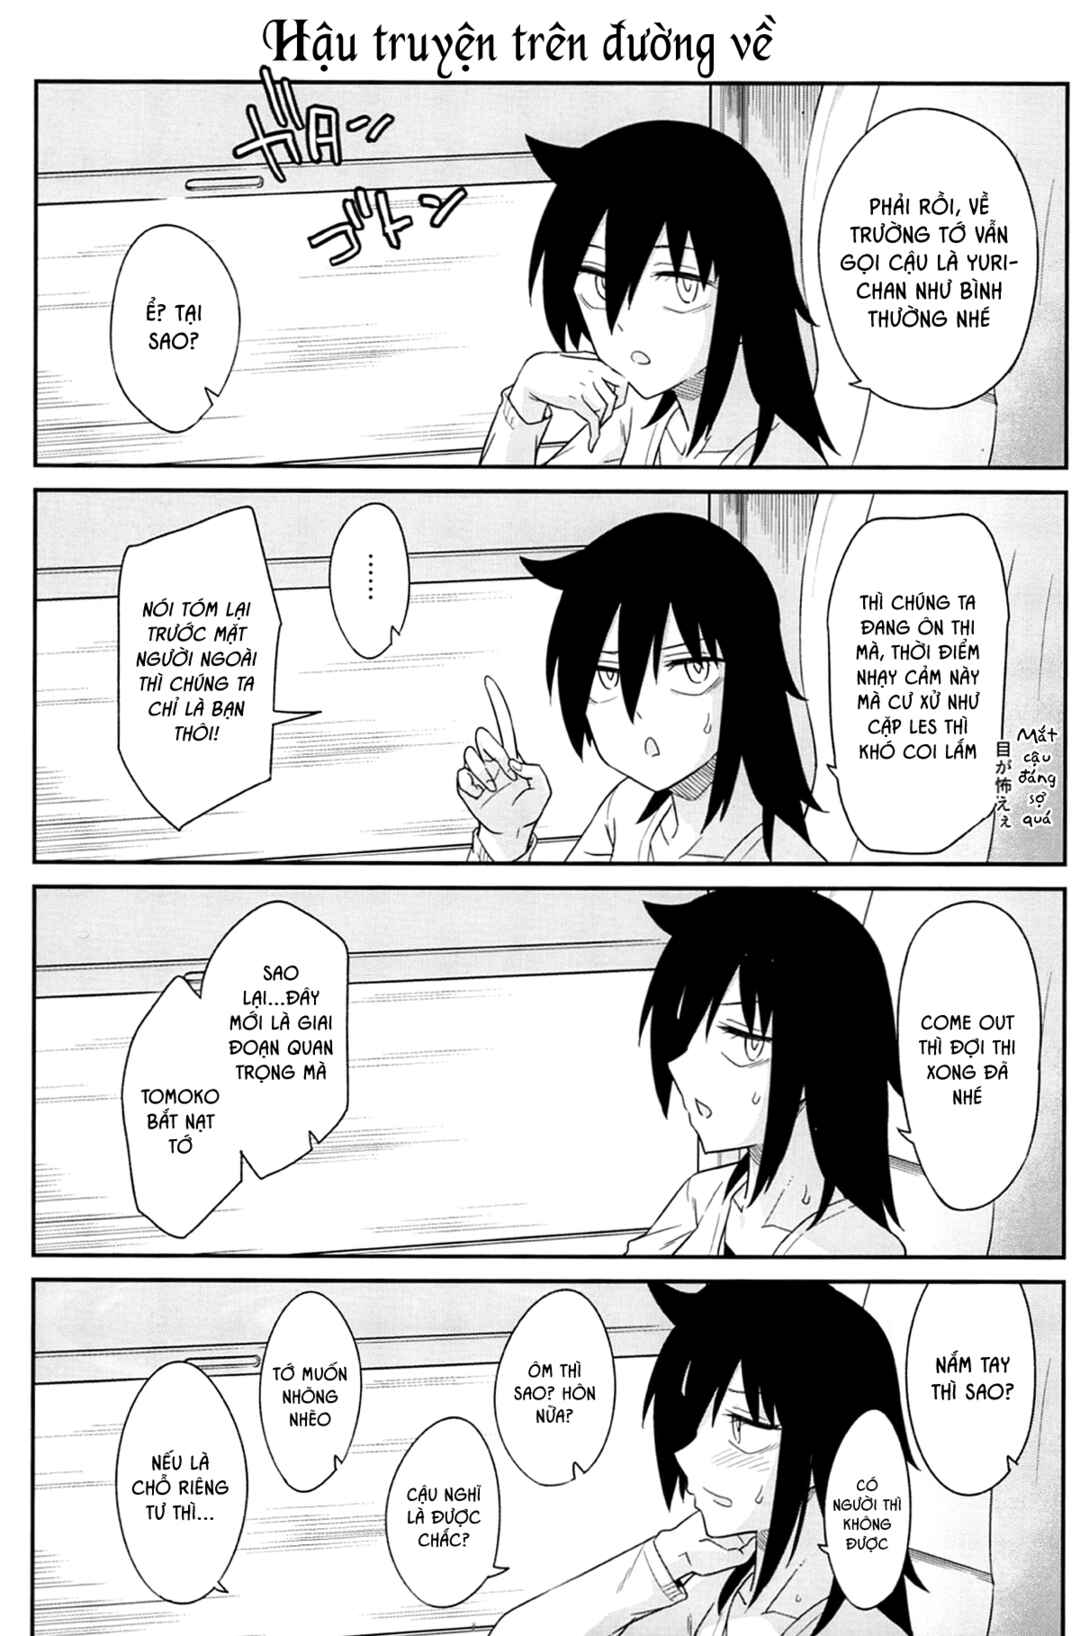 Hậu truyện trên đường về
ガタン
ゴトン
PHẢI RỒI, VỀ
TRƯỜNG TỚ VẪN
GỌI CẬU LÀ YURI-
CHAN NHƯ BÌNH
THƯỜNG NHÉ
Ể? TẠI
SAO?
THÌ CHÚNG TA
ĐANG ÔN THI
MÀ, THỜI ĐIỂM
NHẠY CẢM NÀY
MÀ CƯ XỬ NHƯ
CẶP LES THÌ
KHÓ COI LẮM
Mắt
cậu
đáng
sợ
quá
目が怖えぇ
………
NÓI TÓM LẠI
TRƯỚC MẶT
NGƯỜI NGOÀI
THÌ CHÚNG TA
CHỈ LÀ BẠN
THÔI!
COME OUT
THÌ ĐỢI THI
XONG ĐÃ
NHÉ
SAO
LẠI...ĐÂY
MỚI LÀ GIAI
ĐOẠN QUAN
TRỌNG MÀ
TOMOKO
BẮT NẠT
TỚ
NẮM TAY
THÌ SAO?
CÓ
NGƯỜI THÌ
KHÔNG
ĐƯỢC
ÔM THÌ
SAO? HÔN
NỮA?
CẬU NGHĨ
LÀ ĐƯỢC
CHẮC?
TỚ MUỐN
NHÕNG
NHẼO
NẾU LÀ
CHỖ RIÊNG
TƯ THÌ...